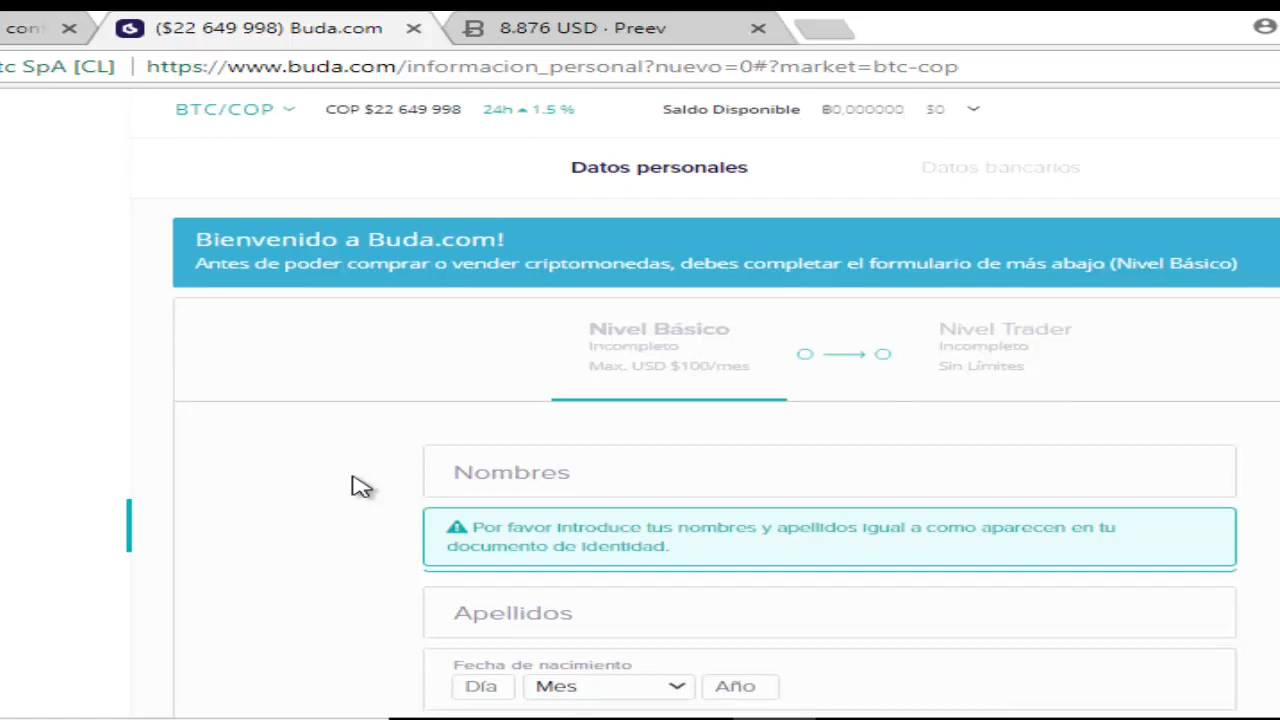 con
($22 649 998) Buda.com
8.876 USD · Preev
tc SpA [CL] | https://www.buda.com/informacion_personal?nuevo=0#?market=btc-cop
BTC/COP COP $22 649 998 24h 1.5 % Saldo Disponible ฿0,000000 $0
Datos personales Datos bancarios
Bienvenido a Buda.com!
Antes de poder comprar o vender criptomonedas, debes completar el formulario de más abajo (Nivel Básico)
Nivel Básico Nivel Trader
Incompleto Incompleto
Max. USD $100/mes Sin Límites
Nombres
Por favor introduce tus nombres y apellidos igual a como aparecen en tu
documento de identidad.
Apellidos
Fecha de nacimiento
Día Mes Año